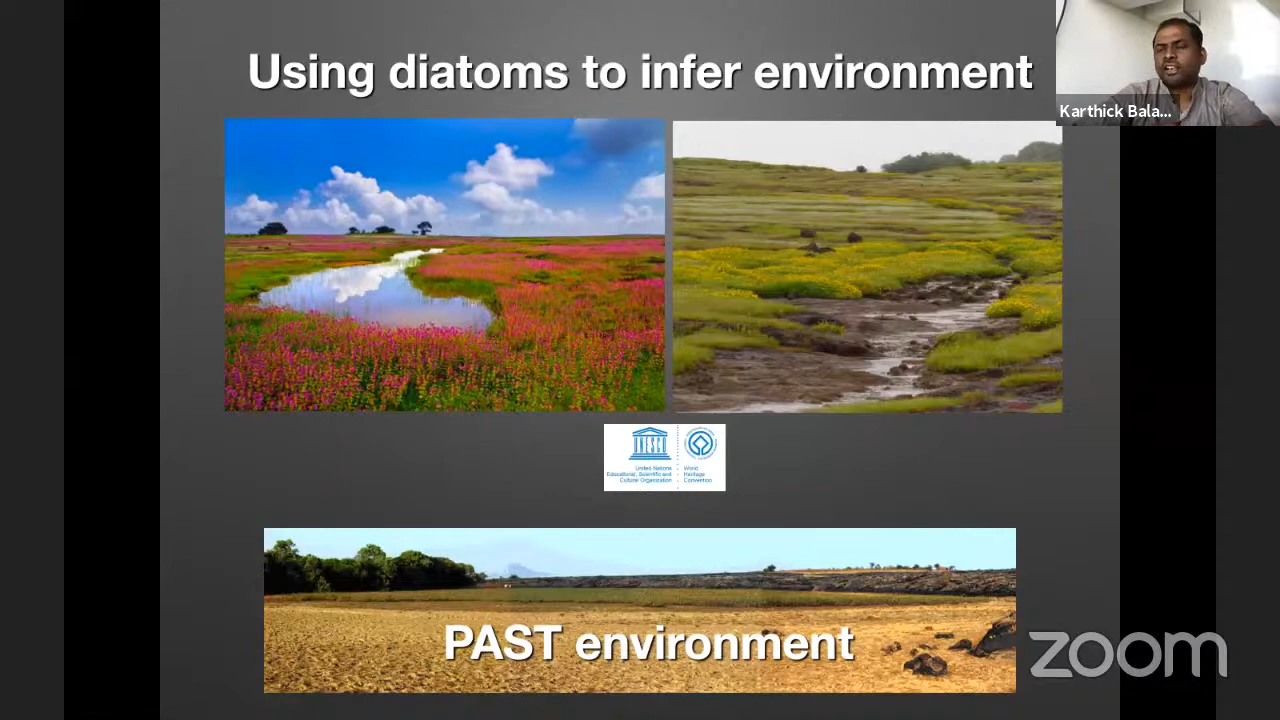 Using diatoms to infer environment
Karthick Bala...
UNESCO
United Nations
Educational, Scientific and
Cultural Organization
World
Heritage
Convention
PAST environment
zoom